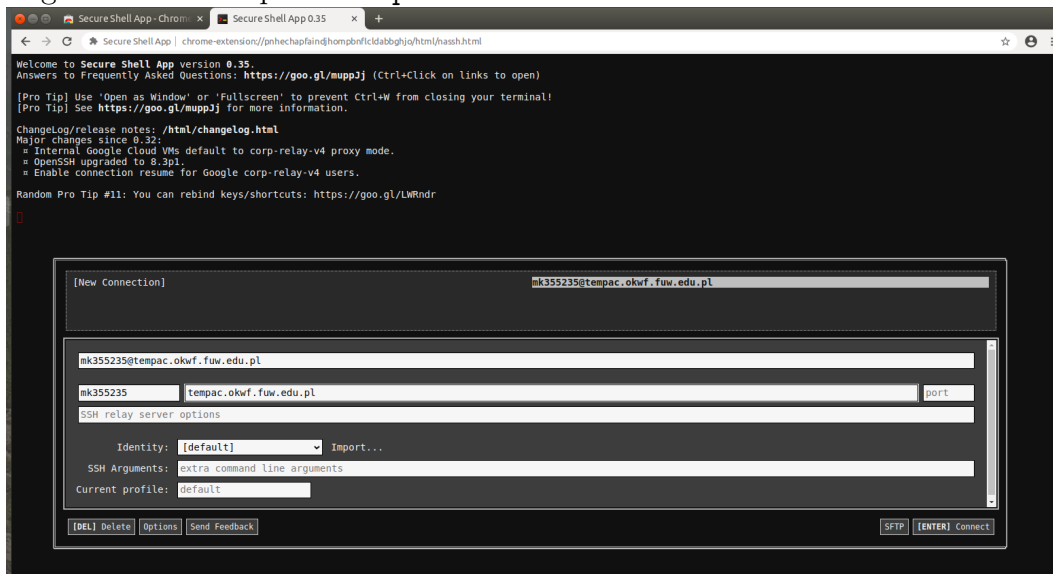 Secure Shell App - Chrom
Secure Shell App 0.35
Secure Shell App | chrome-extension://pnhechapfaindjhompbnflcldabbghjo/html/nassh.html
Welcome to Secure Shell App version 0.35.
Answers to Frequently Asked Questions: https://goo.gl/muppJj (Ctrl+Click on links to open)
[Pro Tip] Use 'Open as Window' or 'Fullscreen' to prevent Ctrl+W from closing your terminal!
[Pro Tip] See https://goo.gl/muppJj for more information.
ChangeLog/release notes: /html/changelog.html
Major changes since 0.32:
¤ Internal Google Cloud VMs default to corp-relay-v4 proxy mode.
¤ OpenSSH upgraded to 8.3p1.
¤ Enable connection resume for Google corp-relay-v4 users.
Random Pro Tip #11: You can rebind keys/shortcuts: https://goo.gl/LWRndr
[New Connection] mk355235@tempac.okwf.fuw.edu.pl
mk355235@tempac.okwf.fuw.edu.pl
mk355235 tempac.okwf.fuw.edu.pl port
SSH relay server options
Identity: [default] Import...
SSH Arguments: extra command line arguments
Current profile: default
[DEL] Delete Options Send Feedback SFTP [ENTER] Connect